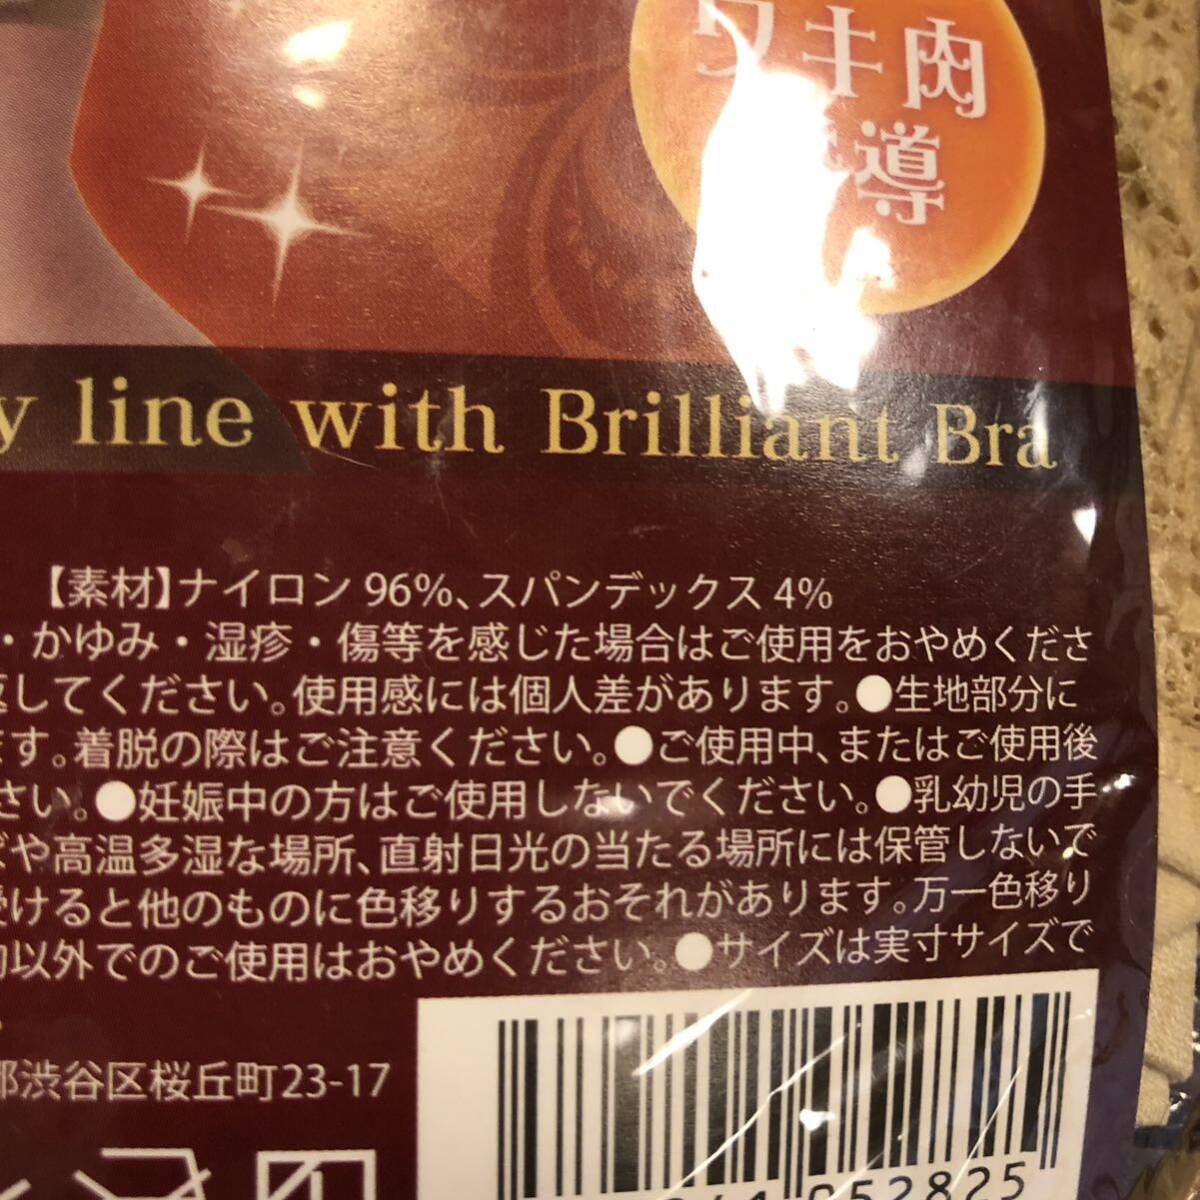 ワキ肉
導
y line with Brilliant Bra
【素材】ナイロン 96%、スパンデックス 4%
・かゆみ・湿疹・傷等を感じた場合はご使用をおやめくださ
返してください。使用感には個人差があります。●生地部分に
ます。着脱の際はご注意ください。●ご使用中、またはご使用後
さい。●妊娠中の方はご使用しないでください。●乳幼児の手
や高温多湿な場所、直射日光の当たる場所には保管しないで
受けると他のものに色移りするおそれがあります。万一色移り
的以外でのご使用はおやめください。●サイズは実寸サイズで
都渋谷区桜丘町23-17
052825